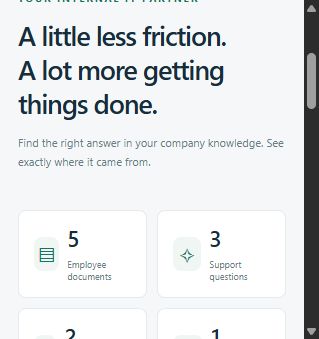 YOUR INTERNAL IT PARTNER
A little less friction.
A lot more getting
things done.
Find the right answer in your company knowledge. See
exactly where it came from.
5
Employee
documents
3
Support
questions
2
1